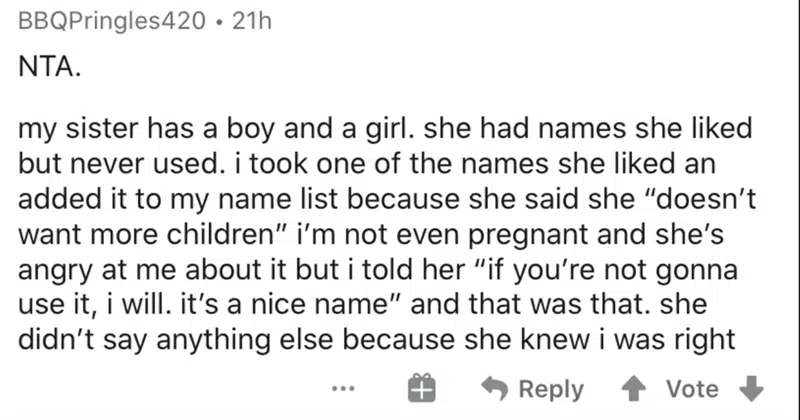 BBQPringles420 • 21h
NTA.
my sister has a boy and a girl. she had names she liked
but never used. i took one of the names she liked an
added it to my name list because she said she “doesn’t
want more children” i’m not even pregnant and she’s
angry at me about it but i told her “if you’re not gonna
use it, i will. it’s a nice name” and that was that. she
didn’t say anything else because she knew i was right
... Reply Vote